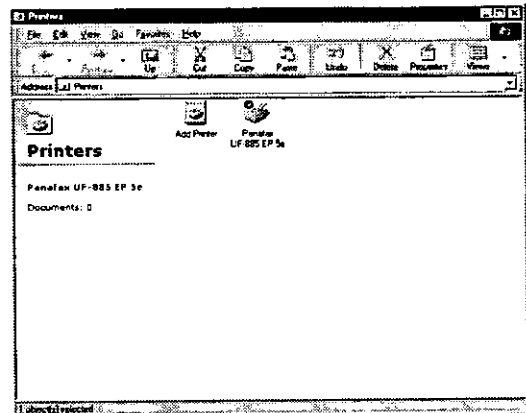 Printers
File Edit View Go Favorites Help
Up Cut Copy Paste Undo Delete Properties Views
Address Printers
Add Printer
Panafax
UF-885 EP 5e
Printers
Panafax UF-885 EP 5e
Documents: 0
1 object(s) selected